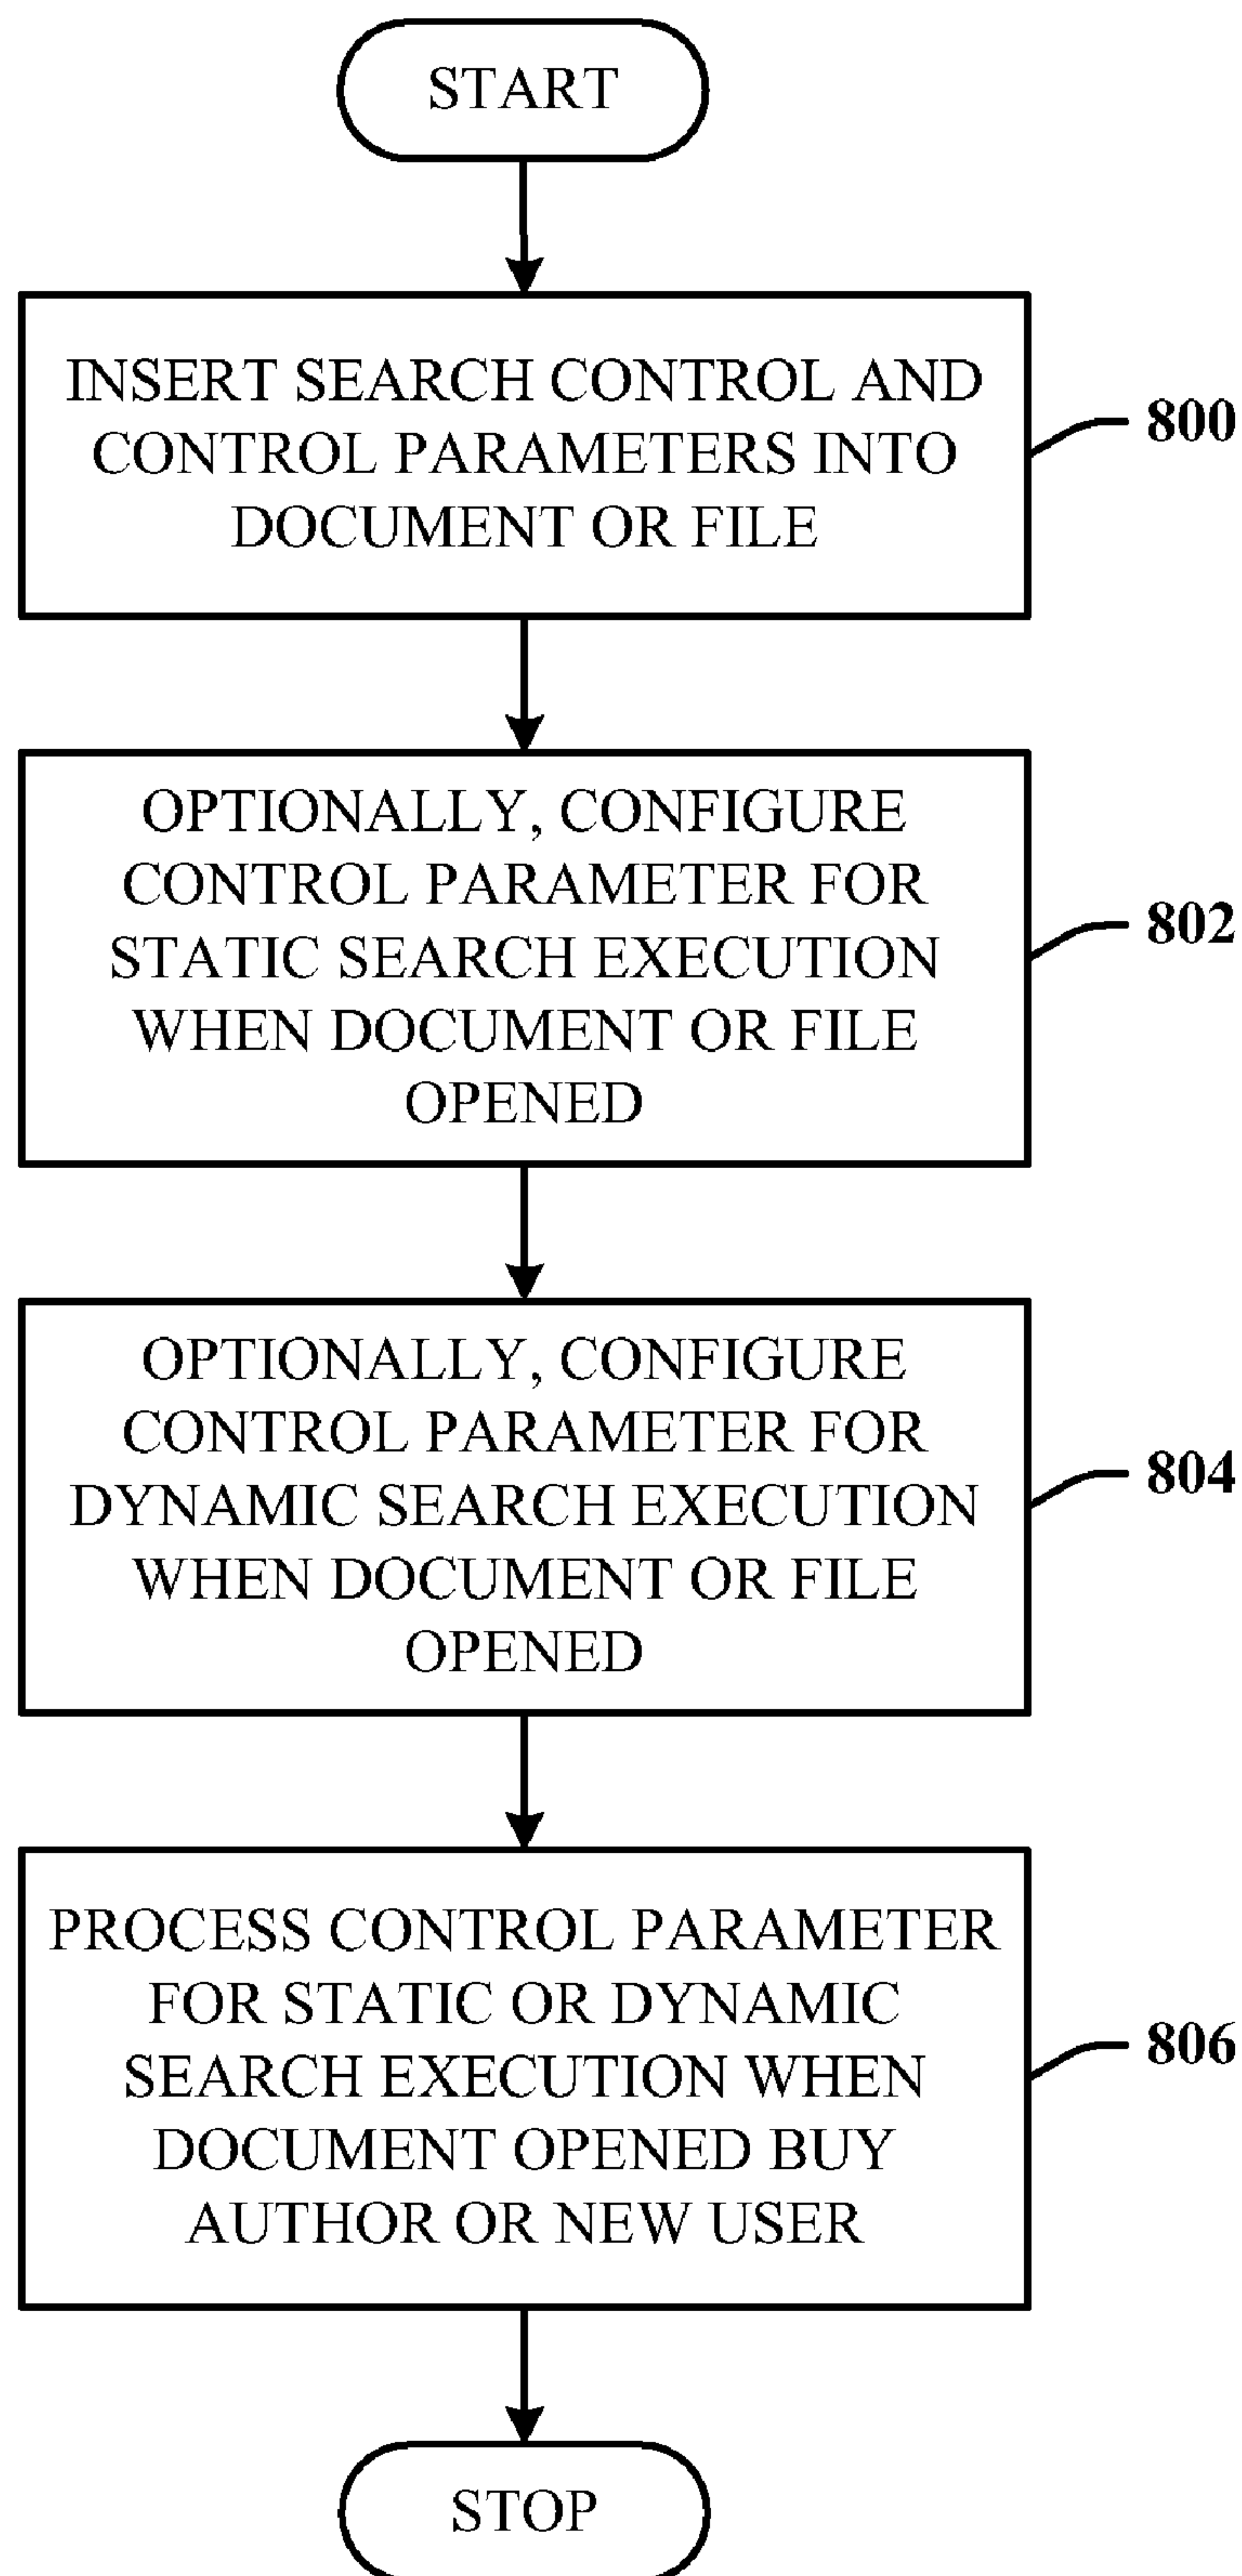 START
INSERT SEARCH CONTROL AND
CONTROL PARAMETERS INTO
DOCUMENT OR FILE
800
OPTIONALLY, CONFIGURE
CONTROL PARAMETER FOR
STATIC SEARCH EXECUTION
WHEN DOCUMENT OR FILE
OPENED
802
OPTIONALLY, CONFIGURE
CONTROL PARAMETER FOR
DYNAMIC SEARCH EXECUTION
WHEN DOCUMENT OR FILE
OPENED
804
PROCESS CONTROL PARAMETER
FOR STATIC OR DYNAMIC
SEARCH EXECUTION WHEN
DOCUMENT OPENED BUY
AUTHOR OR NEW USER
806
STOP